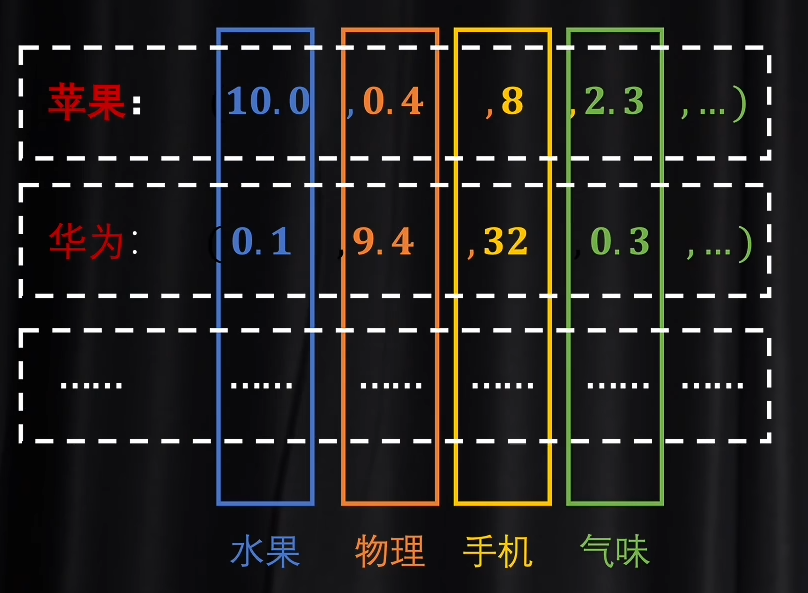 苹果: (10.0 ,0.4 ,8 ,2.3 ,...)
华为: (0.1 ,9.4 ,32 ,0.3 ,...)
...... ...... ...... ...... ...... ......
水果 物理 手机 气味